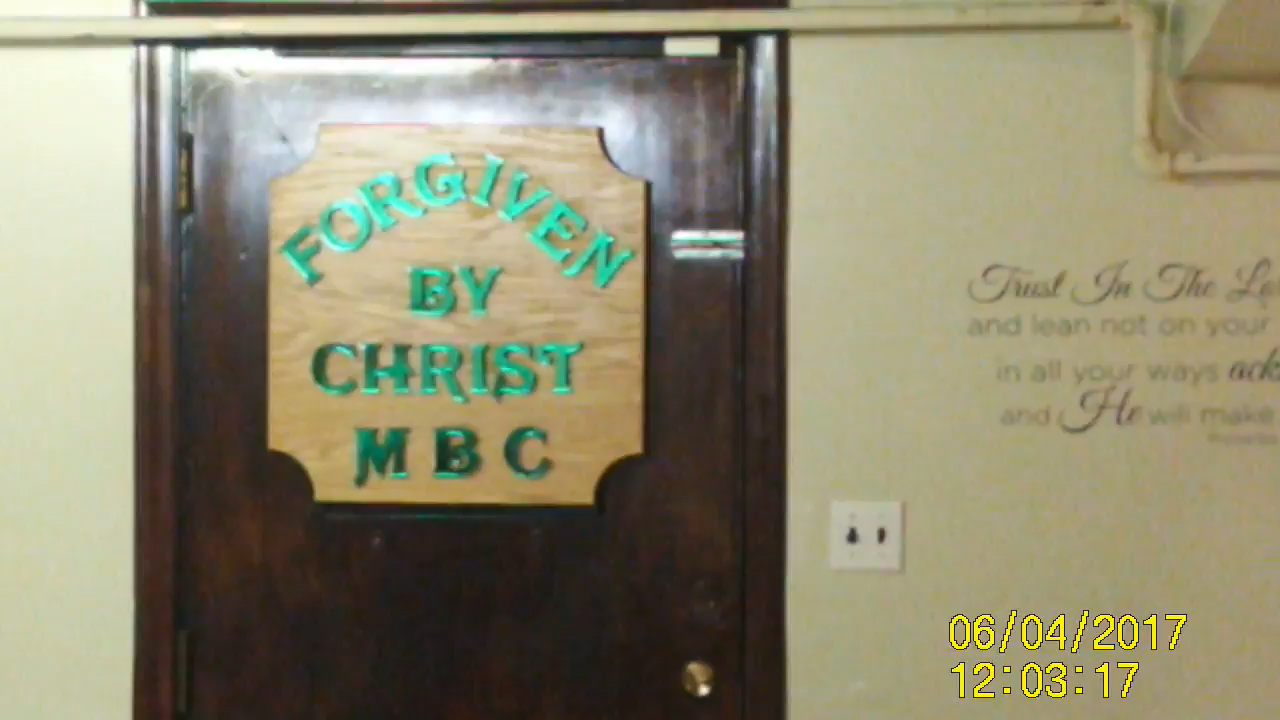 FORGIVEN
BY
CHRIST
MBC
Trust In The
and lean not on your
in all your ways
and He will make
06/04/2017
12:03:17